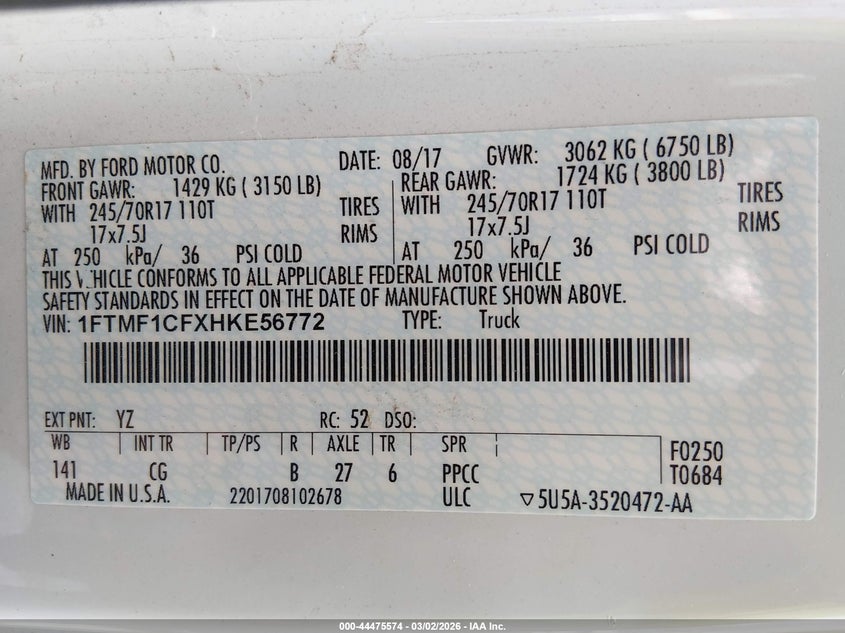 MFD. BY FORD MOTOR CO. DATE: 08/17 GVWR: 3062 KG ( 6750 LB)
FRONT GAWR: 1429 KG ( 3150 LB) REAR GAWR: 1724 KG ( 3800 LB)
WITH 245/70R17 110T TIRES WITH 245/70R17 110T TIRES
17x7.5J RIMS 17x7.5J RIMS
AT 250 kPa/ 36 PSI COLD AT 250 kPa/ 36 PSI COLD
THIS VEHICLE CONFORMS TO ALL APPLICABLE FEDERAL MOTOR VEHICLE
SAFETY STANDARDS IN EFFECT ON THE DATE OF MANUFACTURE SHOWN ABOVE.
VIN: 1FTMF1CFXHKE56772 TYPE: Truck
EXT PNT: YZ RC: 52 DSO:
WB INT TR TP/PS R AXLE TR SPR F0250
141 CG B 27 6 PPCC T0684
MADE IN U.S.A. 2201708102678 ULC ▽5U5A-3520472-AA
000-44475574 - 03/02/2026 - IAA Inc.